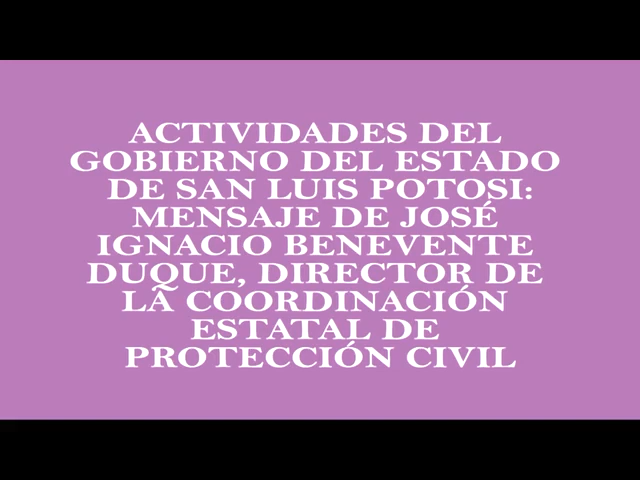 ACTIVIDADES DEL
GOBIERNO DEL ESTADO
DE SAN LUIS POTOSI:
MENSAJE DE JOSÉ
IGNACIO BENEVENTE
DUQUE, DIRECTOR DE
LA COORDINACIÓN
ESTATAL DE
PROTECCIÓN CIVIL